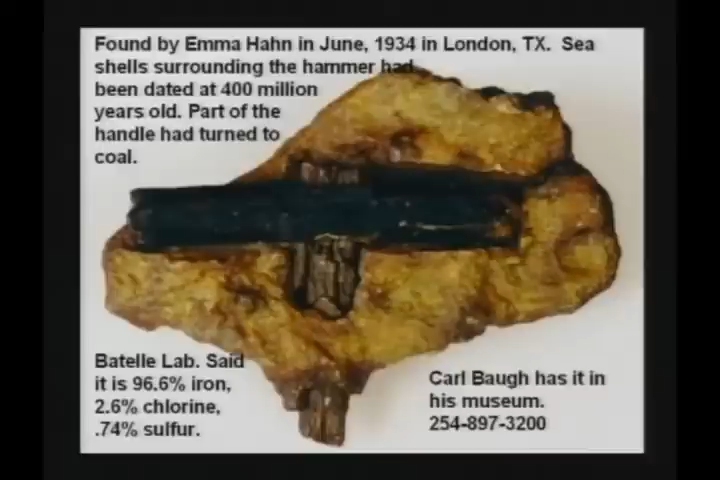 Found by Emma Hahn in June, 1934 in London, TX. Sea
shells surrounding the hammer had
been dated at 400 million
years old. Part of the
handle had turned to
coal.
Batelle Lab. Said
it is 96.6% iron,
2.6% chlorine,
.74% sulfur.
Carl Baugh has it in
his museum.
254-897-3200